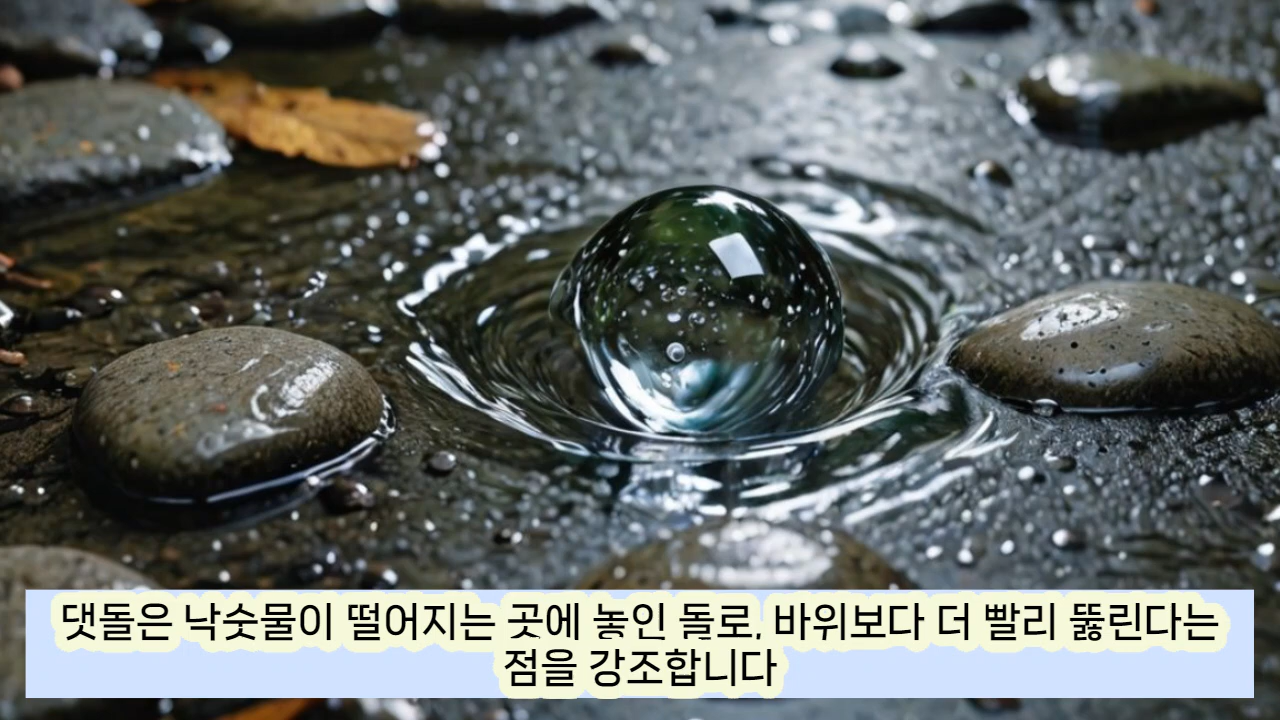 댓돌은 낙숫물이 떨어지는 곳에 놓인 돌로, 바위보다 더 빨리 뚫린다는
점을 강조합니다